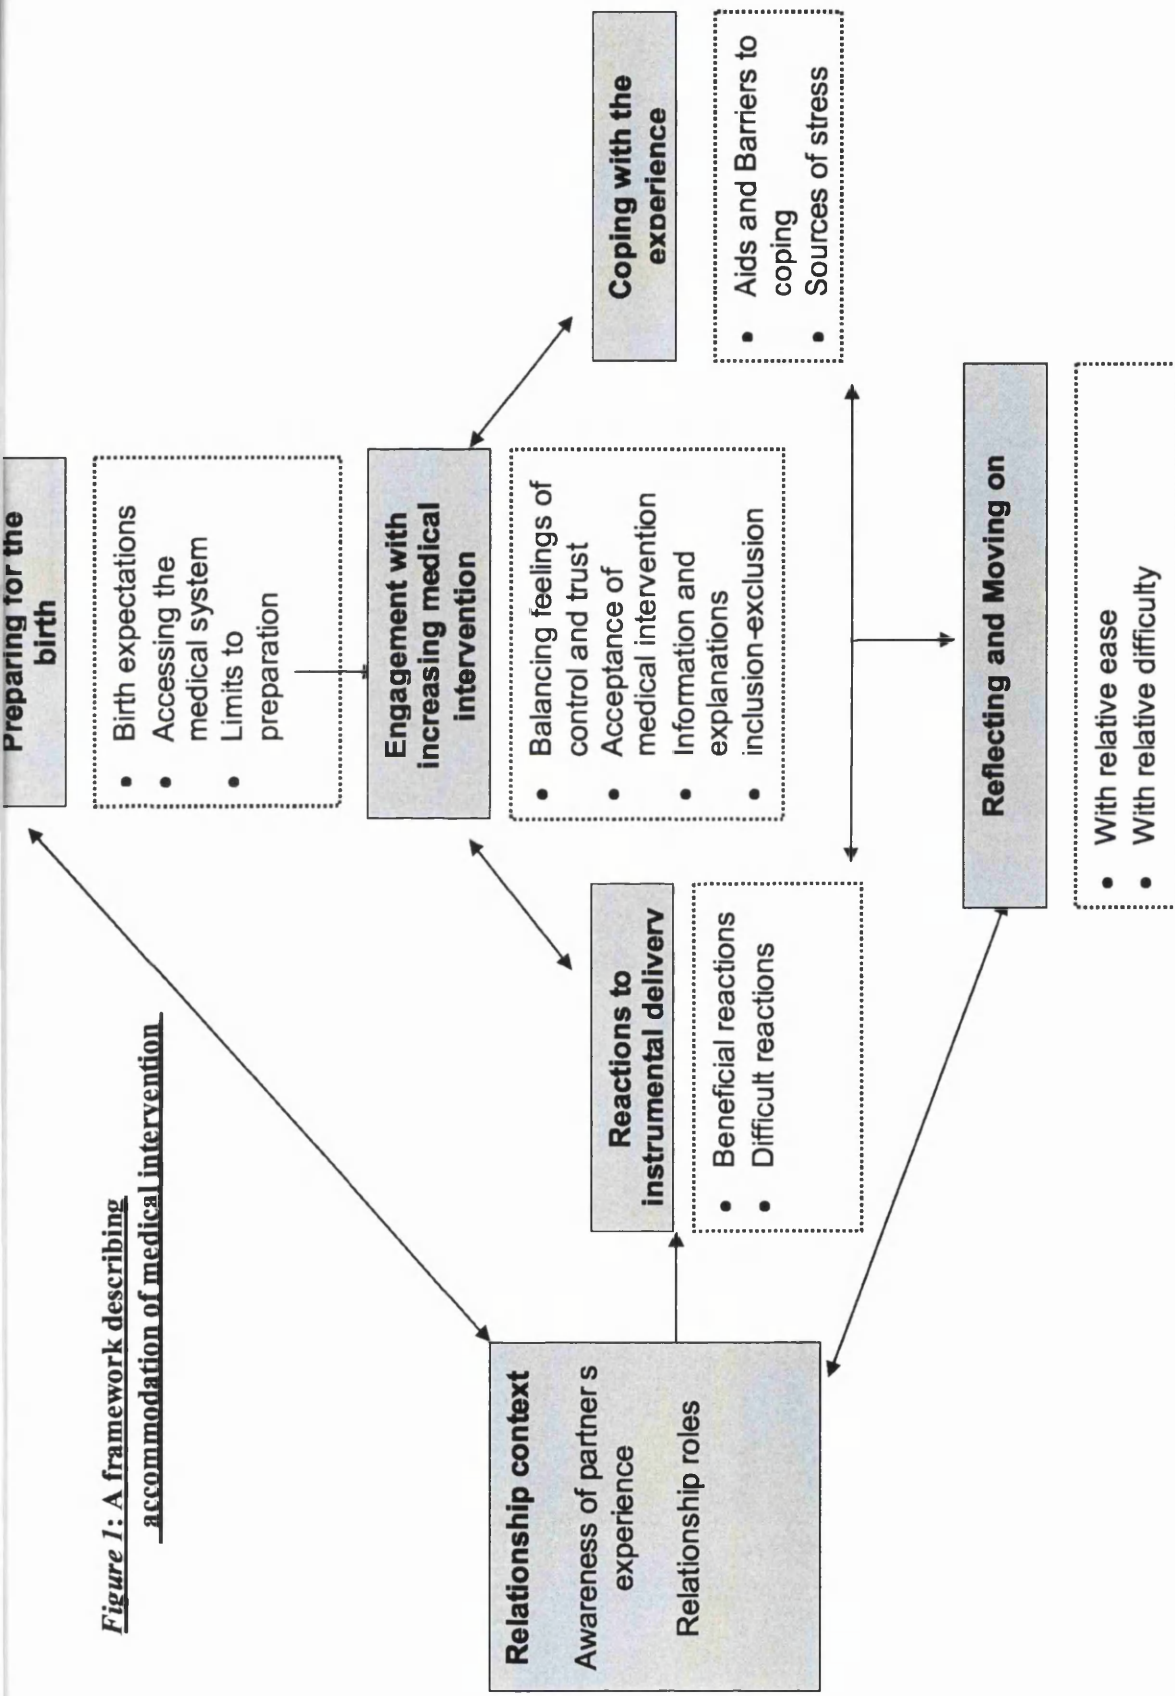 Figure 1: A framework describing
accommodation of medical intervention
Preparing for the
birth
• Birth expectations
• Accessing the
medical system
• Limits to
preparation
Engagement with
increasing medical
intervention
• Balancing feelings of
control and trust
• Acceptance of
medical intervention
• Information and
explanations
• inclusion-exclusion
Relationship context
Awareness of partner s
experience
Relationship roles
Reactions to
instrumental delivery
• Beneficial reactions
• Difficult reactions
Coping with the
experience
• Aids and Barriers to
coping
• Sources of stress
Reflecting and Moving on
• With relative ease
• With relative difficulty